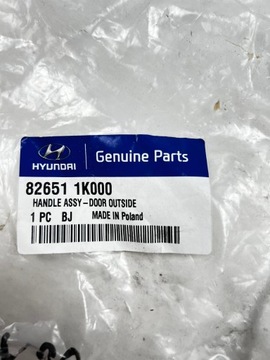 HYUNDAI
Genuine Parts
82651 1K000
HANDLE ASSY-DOOR OUTSIDE
1 PC BJ MADE IN Poland